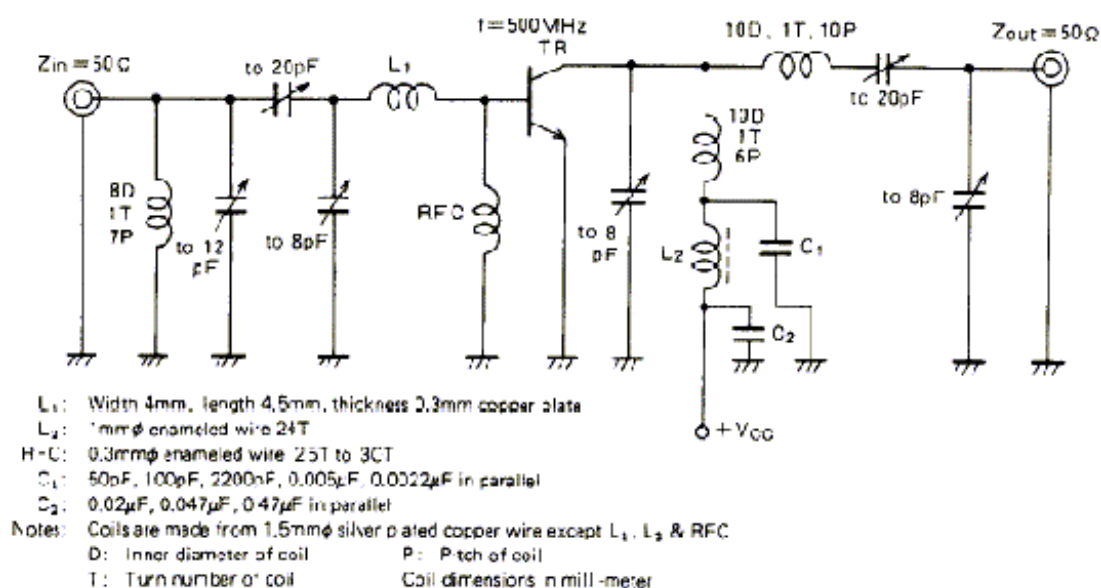 f=500MHz
TR
10D, 1T, 10P
Zout=50Ω
Zin=50Ω
to 20pF
L₁
to 20pF
10D
1T
6P
8D
1T
7P
to 12
pF
to 8pF
RFC
to 8
pF
L₂
C₁
C₂
to 8pF
+Vcc
L₁: Width 4mm, length 4.5mm, thickness 0.3mm copper plate
L₂: 1mmφ enameled wire 24T
RFC: 0.3mmφ enameled wire 25T to 30T
C₁: 50pF, 100pF, 2200pF, 0.005μF, 0.0022μF in parallel
C₂: 0.02μF, 0.047μF, 0.47μF in parallel
Notes: Coils are made from 1.5mmφ silver plated copper wire except L₁, L₂ & RFC
D: Inner diameter of coil P: Pitch of coil
T: Turn number of coil Coil dimensions in milli-meter